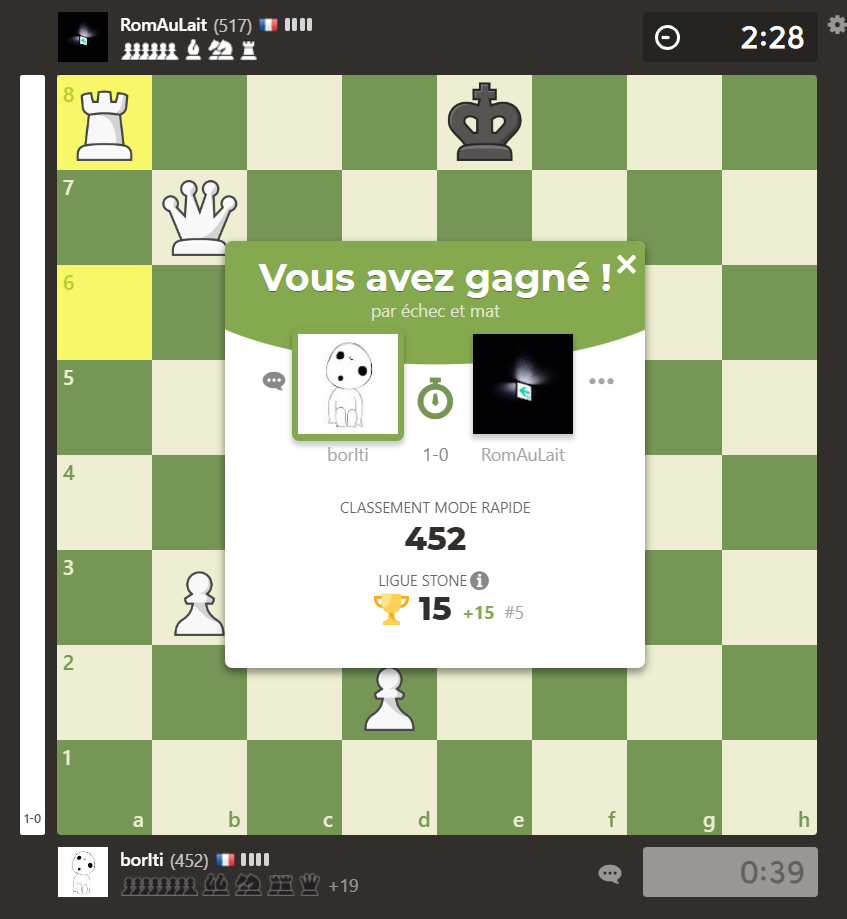 RomAuLait (517)
2:28
8
7
Vous avez gagné !
6
par échec et mat
5
borlti
1-0
RomAuLait
4
CLASSEMENT MODE RAPIDE
452
3
LIGUE STONE
15 +15 #5
2
1
1-0
a b c d e f g h
borlti (452)
+19
0:39